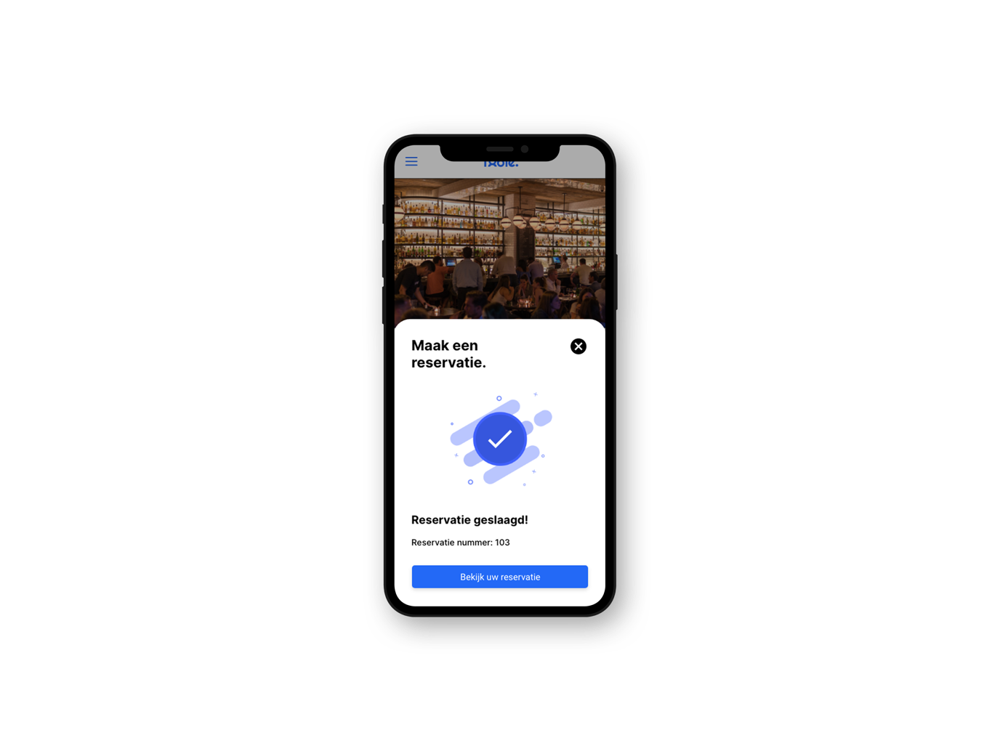 Maak een
reservatie.
Reservatie geslaagd!
Reservatie nummer: 103
Bekijk uw reservatie